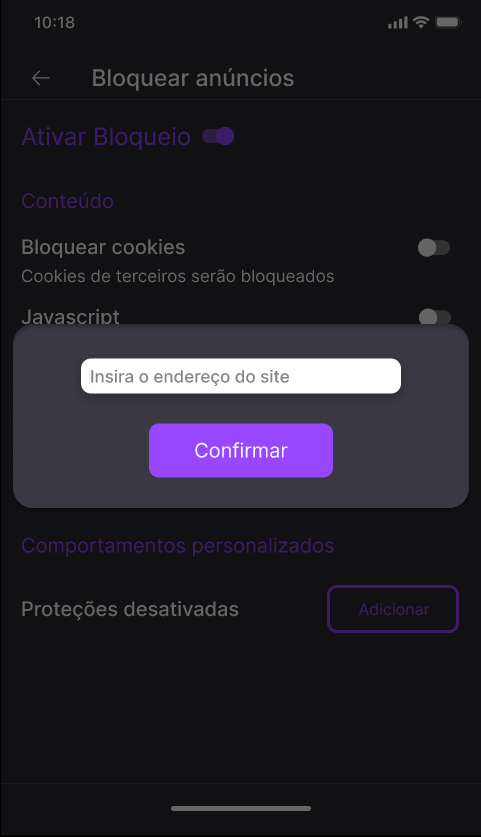 10:18
Bloquear anúncios
Ativar Bloqueio
Conteúdo
Bloquear cookies
Cookies de terceiros serão bloqueados
Javascript
Insira o endereço do site
Confirmar
Comportamentos personalizados
Proteções desativadas
Adicionar